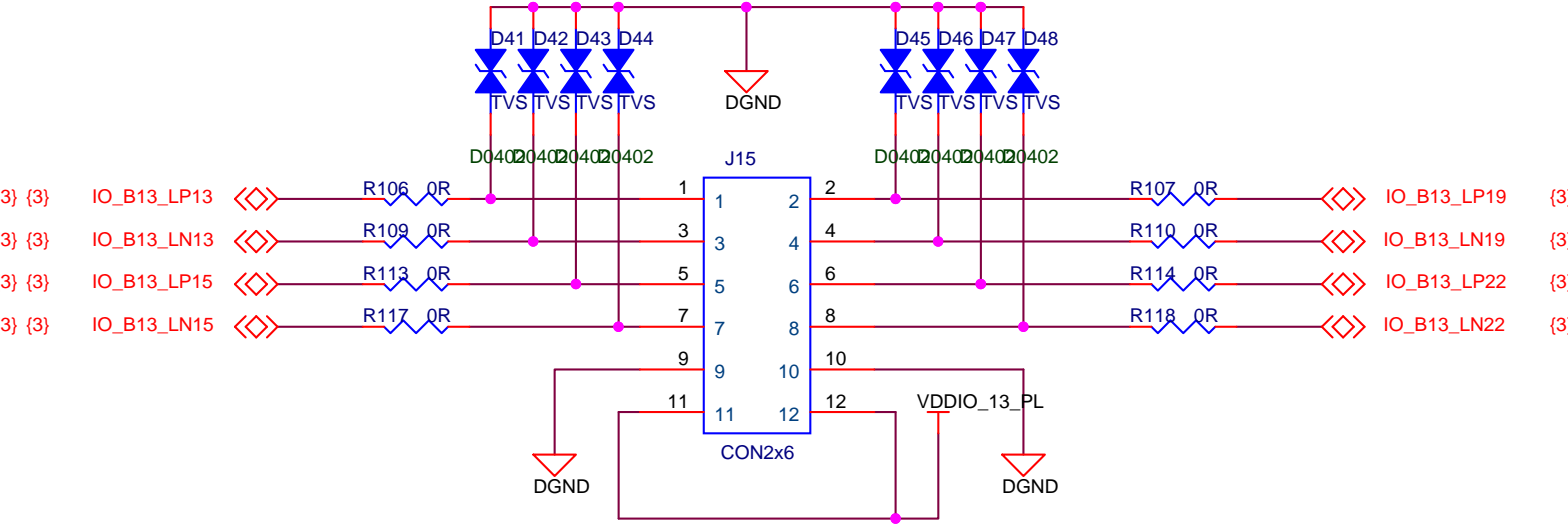 D41 D42 D43 D44 D45 D46 D47 D48
TVS TVS TVS TVS DGND TVS TVS TVS TVS
D0402 D0402 D0402 D0402 J15 D0402 D0402 D0402 D0402
3} {3} IO_B13_LP13 R106 0R 1 1 2 2 R107 0R IO_B13_LP19 {3}
3} {3} IO_B13_LN13 R109 0R 3 3 4 4 R110 0R IO_B13_LN19 {3}
3} {3} IO_B13_LP15 R113 0R 5 5 6 6 R114 0R IO_B13_LP22 {3}
3} {3} IO_B13_LN15 R117 0R 7 7 8 8 R118 0R IO_B13_LN22 {3}
9 9 10 10
11 11 12 12 VDDIO_13_PL
CON2x6
DGND DGND